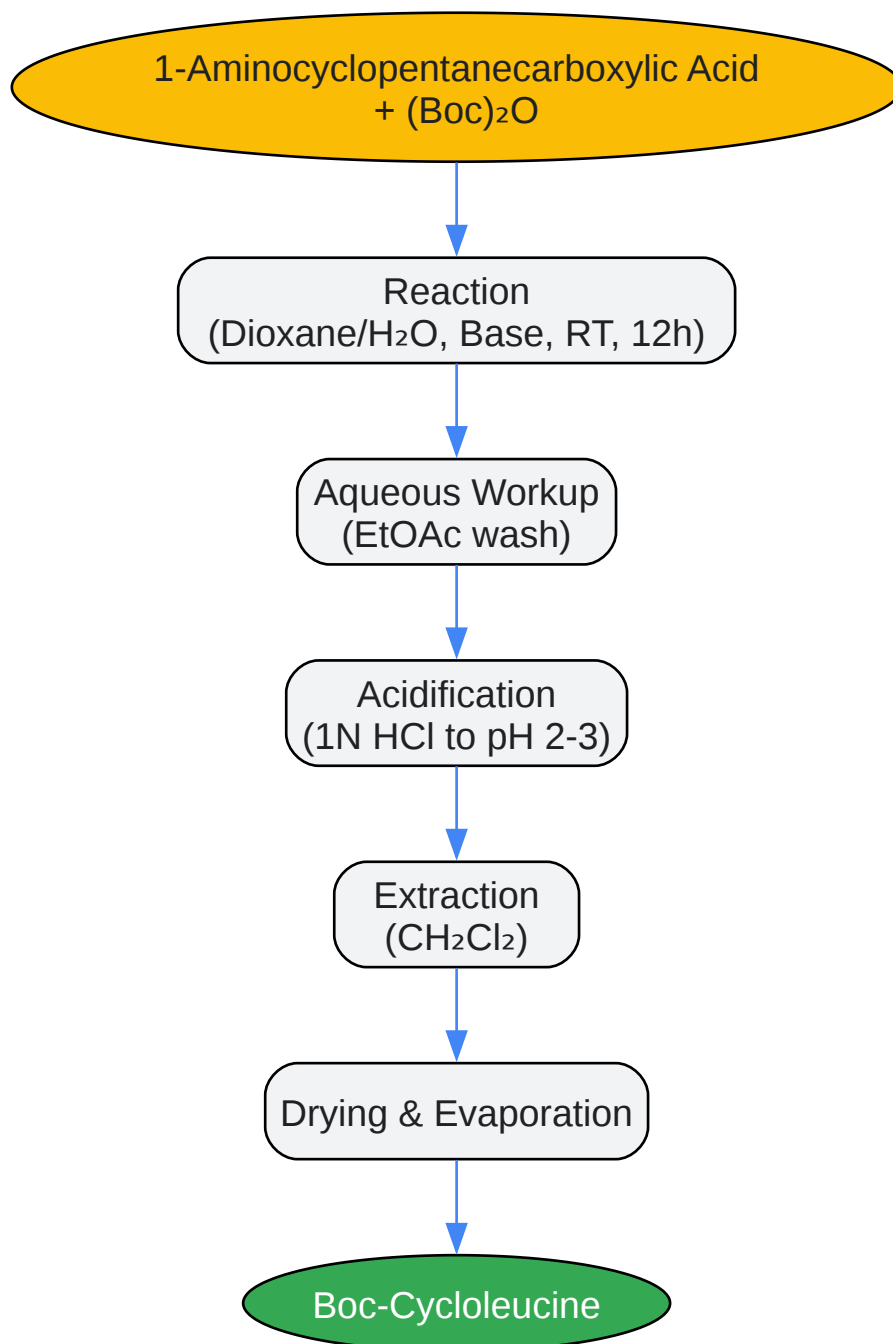 1-Aminocyclopentanecarboxylic Acid
+ (Boc)₂O
Reaction
(Dioxane/H₂O, Base, RT, 12h)
Aqueous Workup
(EtOAc wash)
Acidification
(1N HCl to pH 2-3)
Extraction
(CH₂Cl₂)
Drying & Evaporation
Boc-Cycloleucine